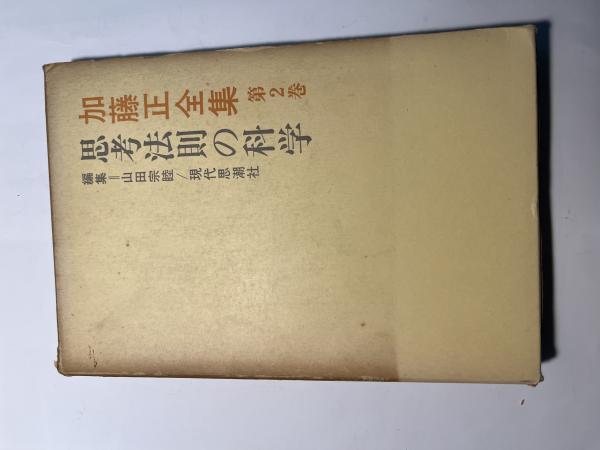 加藤正全集 第2巻
思考法則の科学
編集=山田宗睦/現代思潮社